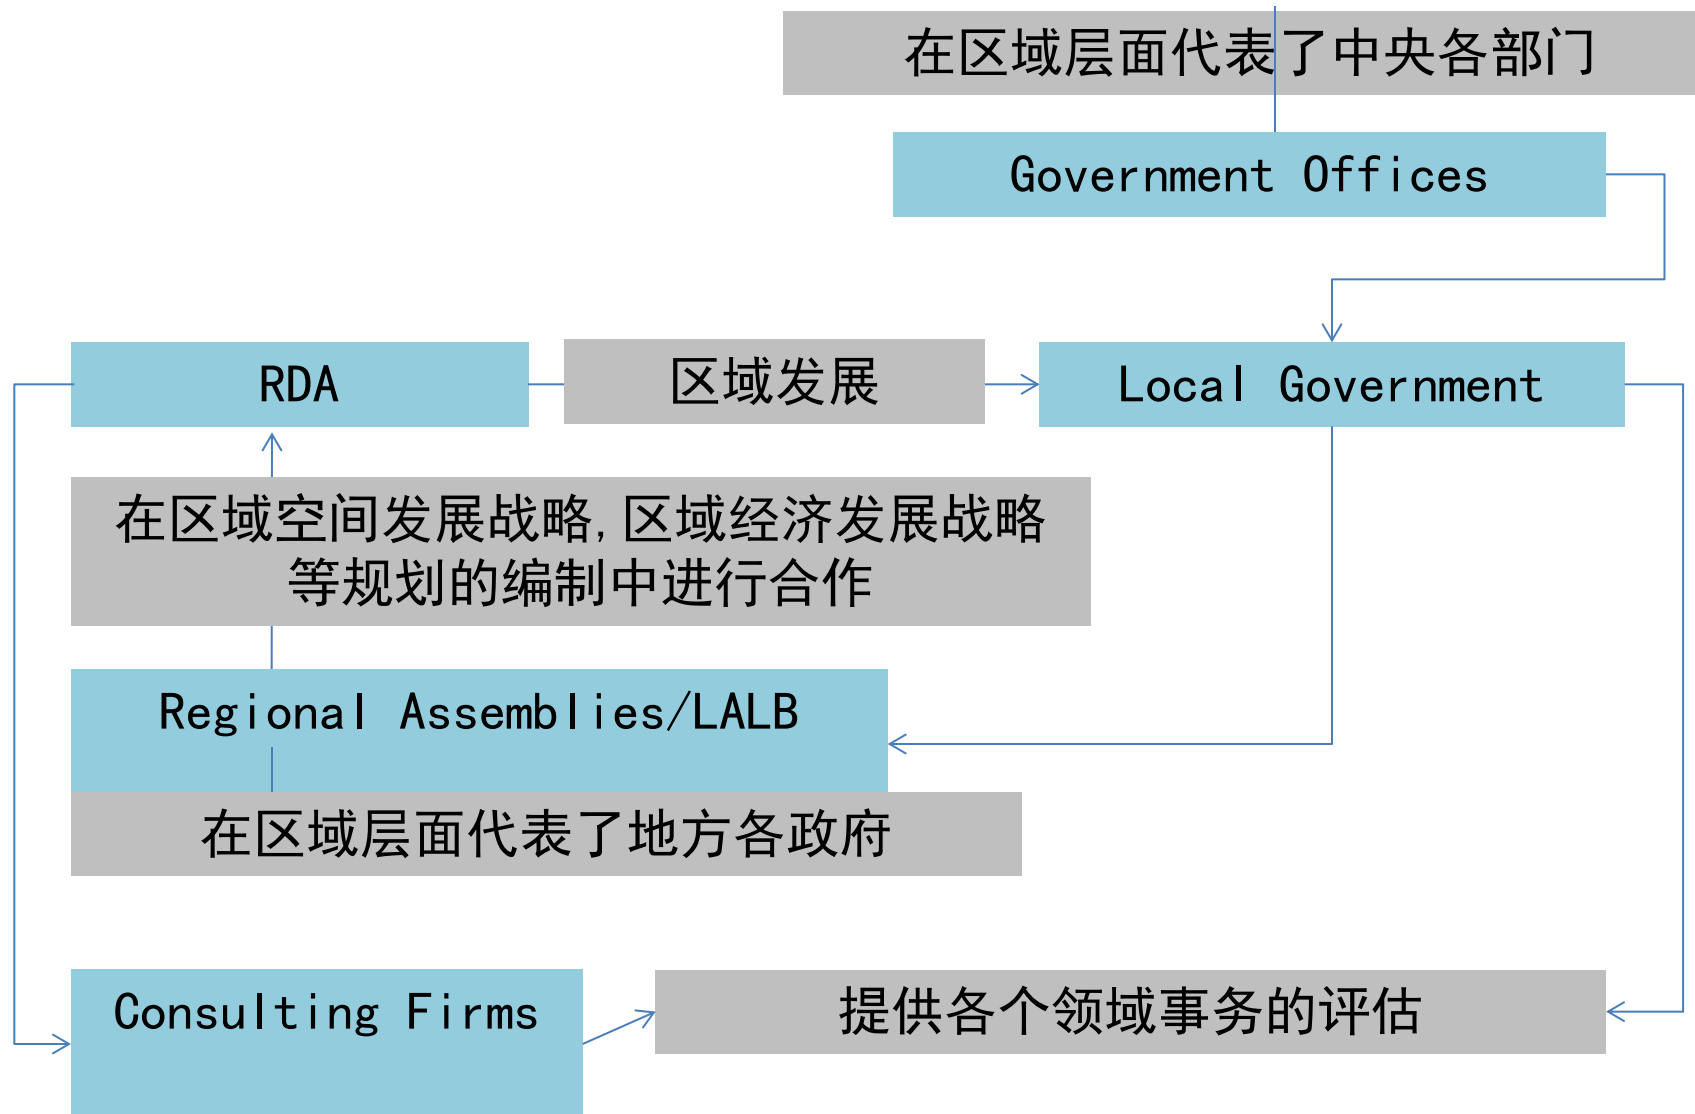 在区域层面代表了中央各部门
Government Offices
RDA
区域发展
Local Government
在区域空间发展战略,区域经济发展战略
等规划的编制中进行合作
Regional Assemblies/LALB
在区域层面代表了地方各政府
Consulting Firms
提供各个领域事务的评估